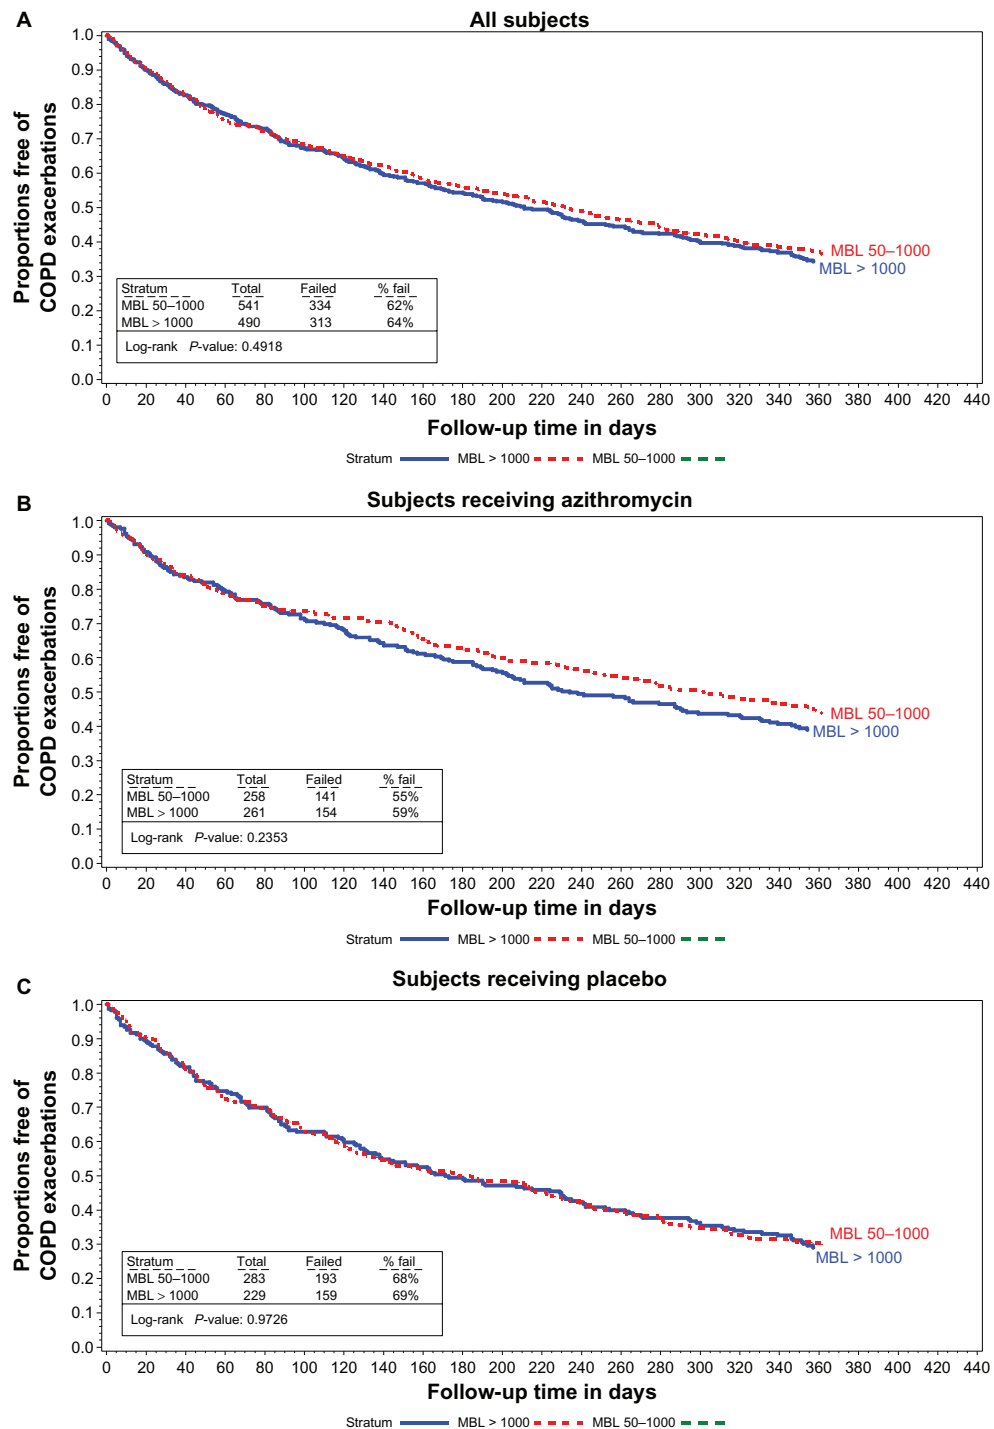 A
All subjects
Proportions free of
COPD exacerbations
1.0
0.9
0.8
0.7
0.6
0.5
0.4
0.3
0.2
0.1
0.0
MBL 50–1000
MBL > 1000
Stratum Total Failed % fail
MBL 50–1000 541 334 62%
MBL > 1000 490 313 64%
Log-rank P-value: 0.4918
0 20 40 60 80 100 120 140 160 180 200 220 240 260 280 300 320 340 360 380 400 420 440
Follow-up time in days
Stratum MBL > 1000 MBL 50–1000
B
Subjects receiving azithromycin
Proportions free of
COPD exacerbations
1.0
0.9
0.8
0.7
0.6
0.5
0.4
0.3
0.2
0.1
0.0
MBL 50–1000
MBL > 1000
Stratum Total Failed % fail
MBL 50–1000 258 141 55%
MBL > 1000 261 154 59%
Log-rank P-value: 0.2353
0 20 40 60 80 100 120 140 160 180 200 220 240 260 280 300 320 340 360 380 400 420 440
Follow-up time in days
Stratum MBL > 1000 MBL 50–1000
C
Subjects receiving placebo
Proportions free of
COPD exacerbations
1.0
0.9
0.8
0.7
0.6
0.5
0.4
0.3
0.2
0.1
0.0
MBL 50–1000
MBL > 1000
Stratum Total Failed % fail
MBL 50–1000 283 193 68%
MBL > 1000 229 159 69%
Log-rank P-value: 0.9726
0 20 40 60 80 100 120 140 160 180 200 220 240 260 280 300 320 340 360 380 400 420 440
Follow-up time in days
Stratum MBL > 1000 MBL 50–1000